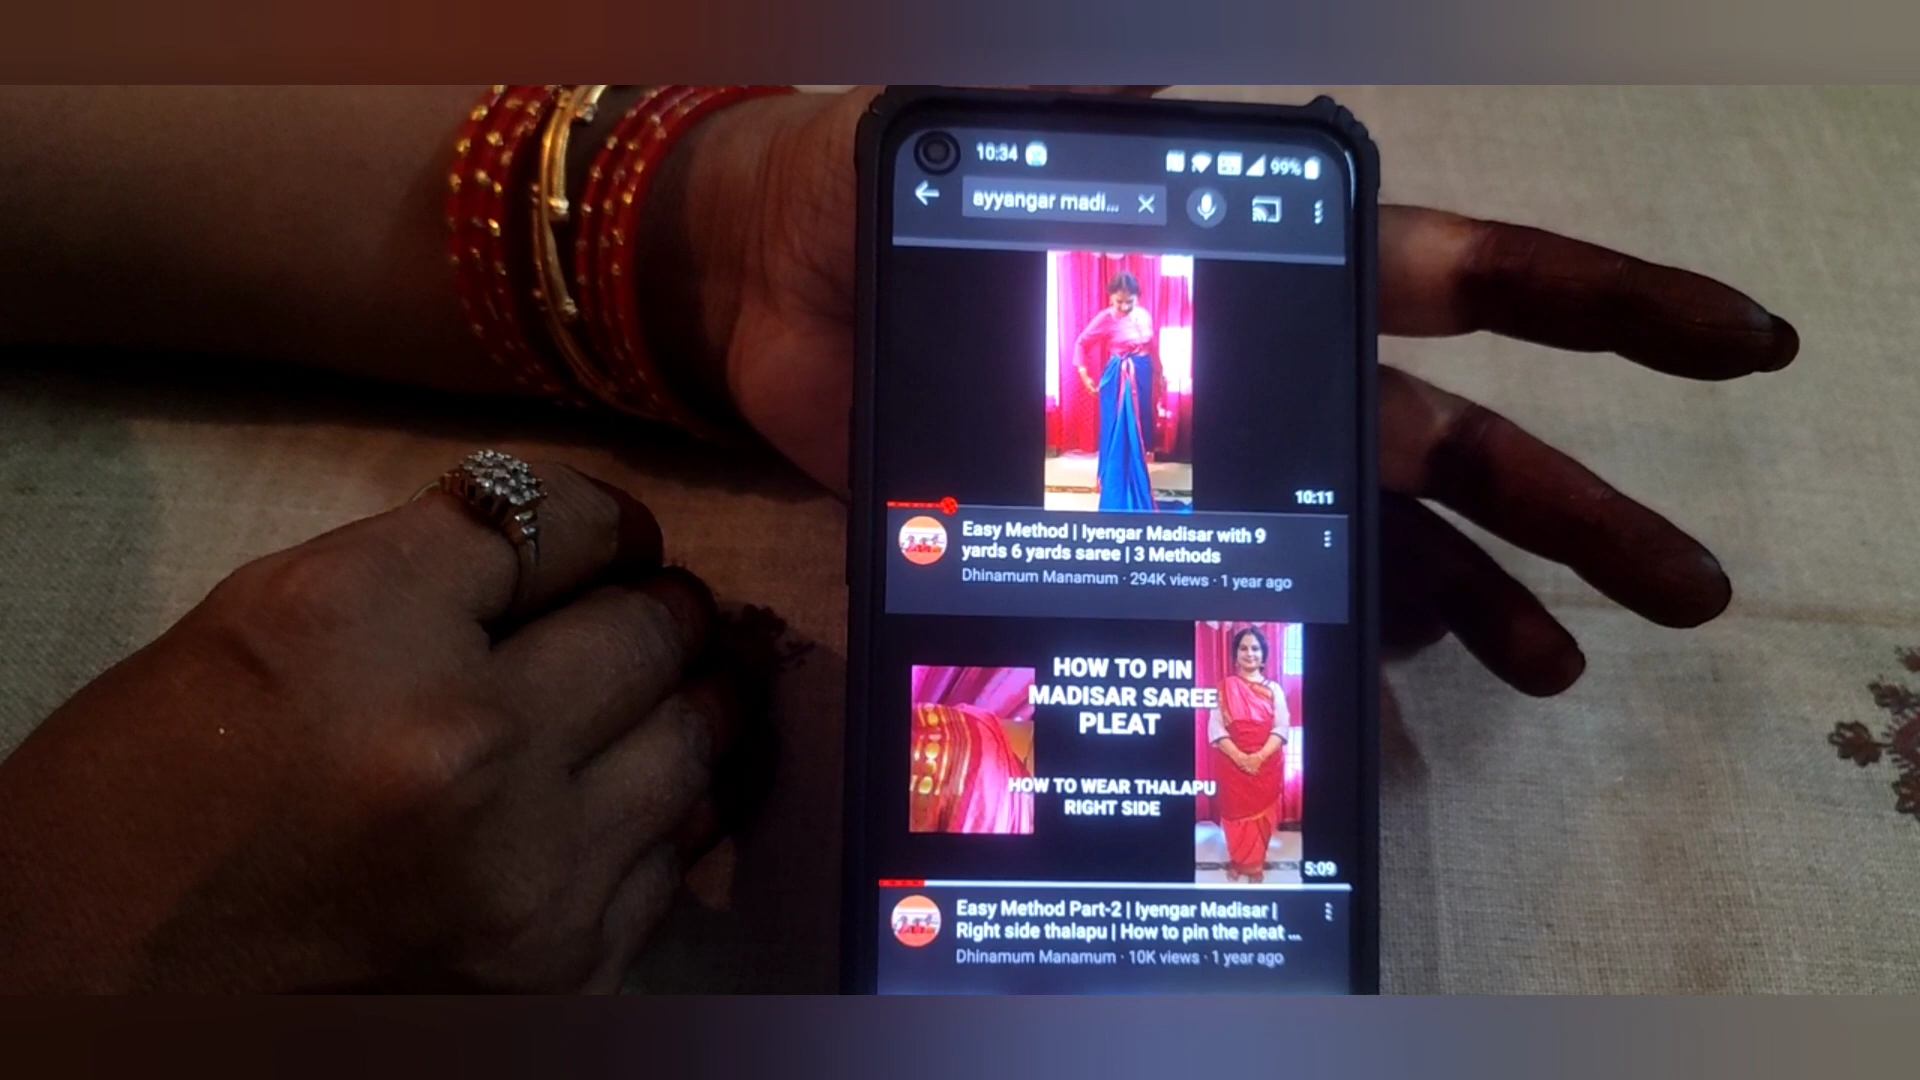 10:34
99%
ayyangar madi...
10:11
Easy Method | Iyengar Madisar with 9
yards 6 yards saree | 3 Methods
Dhinamum Manamum · 294K views · 1 year ago
HOW TO PIN
MADISAR SAREE
PLEAT
HOW TO WEAR THALAPU
RIGHT SIDE
5:09
Easy Method Part-2 | Iyengar Madisar |
Right side thalapu | How to pin the pleat ...
Dhinamum Manamum · 10K views · 1 year ago